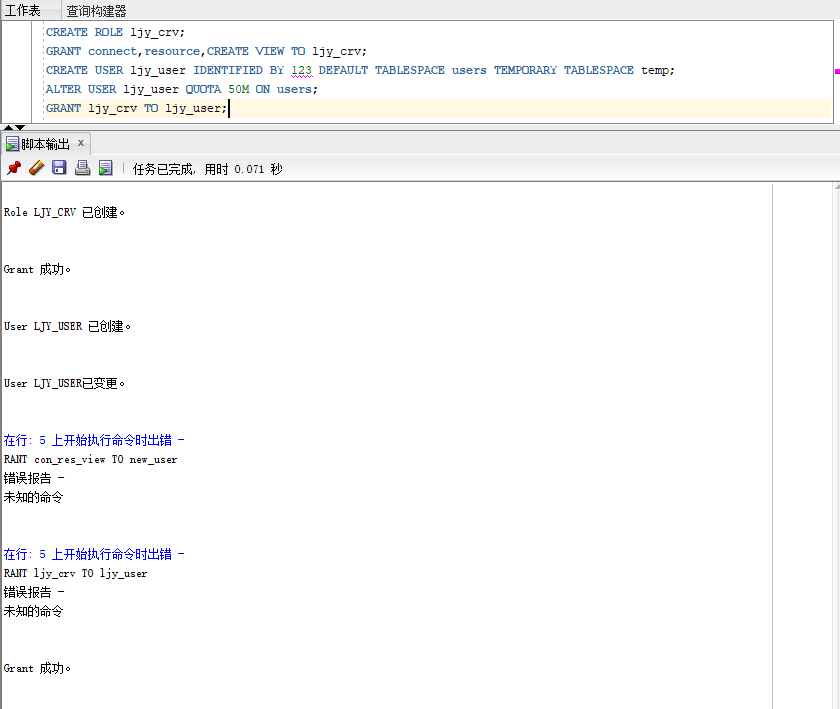 工作表 查询构建器
CREATE ROLE ljy_crv;
GRANT connect,resource,CREATE VIEW TO ljy_crv;
CREATE USER ljy_user IDENTIFIED BY 123 DEFAULT TABLESPACE users TEMPORARY TABLESPACE temp;
ALTER USER ljy_user QUOTA 50M ON users;
GRANT ljy_crv TO ljy_user;
脚本输出 x
任务已完成, 用时 0.071 秒
Role LJY_CRV 已创建。
Grant 成功。
User LJY_USER 已创建。
User LJY_USER已变更。
在行: 5 上开始执行命令时出错 -
RANT con_res_view TO new_user
错误报告 -
未知的命令
在行: 5 上开始执行命令时出错 -
RANT ljy_crv TO ljy_user
错误报告 -
未知的命令
Grant 成功。